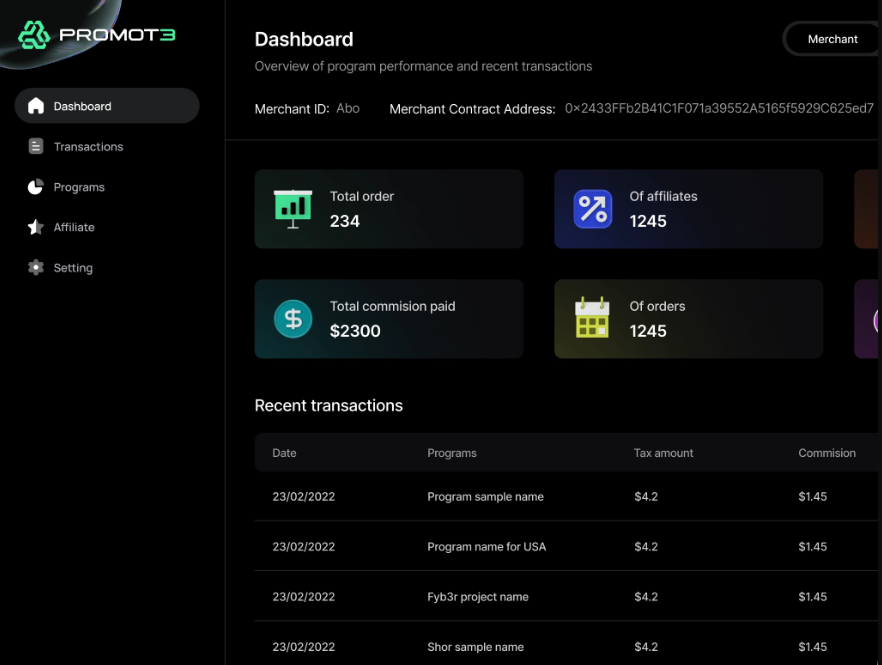 PROMOT3
Dashboard
Transactions
Programs
Affiliate
Setting
Dashboard
Overview of program performance and recent transactions
Merchant
Merchant ID: Abo Merchant Contract Address: 0x2433FFb2B41C1F071a39552A5165f5929C625ed7
Total order
234
Of affiliates
1245
Total commision paid
$2300
Of orders
1245
Recent transactions
Date Programs Tax amount Commision
23/02/2022 Program sample name $4.2 $1.45
23/02/2022 Program name for USA $4.2 $1.45
23/02/2022 Fyb3r project name $4.2 $1.45
23/02/2022 Shor sample name $4.2 $1.45